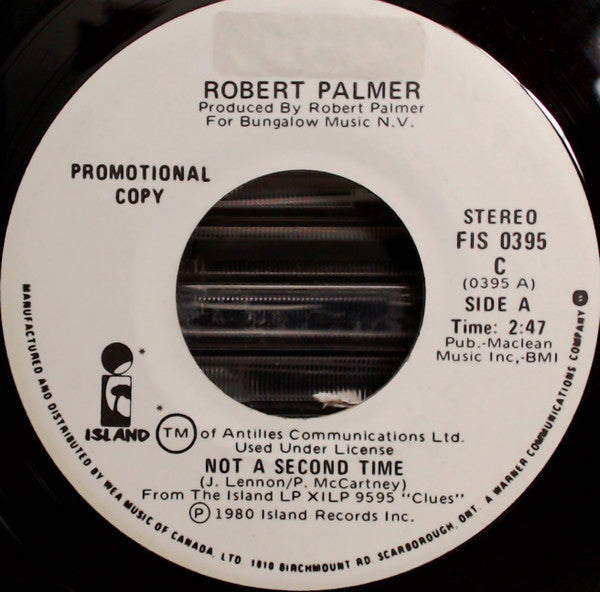 ROBERT PALMER
Produced By Robert Palmer
For Bungalow Music N.V.
PROMOTIONAL
COPY
STEREO
FIS 0395
C
(0395 A)
SIDE A
Time: 2:47
Pub.-Maclean
Music Inc,-BMI
ISLAND TM of Antilles Communications Ltd.
Used Under License
NOT A SECOND TIME
(J. Lennon/P. McCartney)
From The Island LP XILP 9595 "Clues"
Ⓟ 1980 Island Records Inc.
MANUFACTURED AND DISTRIBUTED BY WEA MUSIC OF CANADA, LTD. 1810 BIRCHMOUNT RD. SCARBOROUGH, ONT. A WARNER COMMUNICATIONS COMPANY